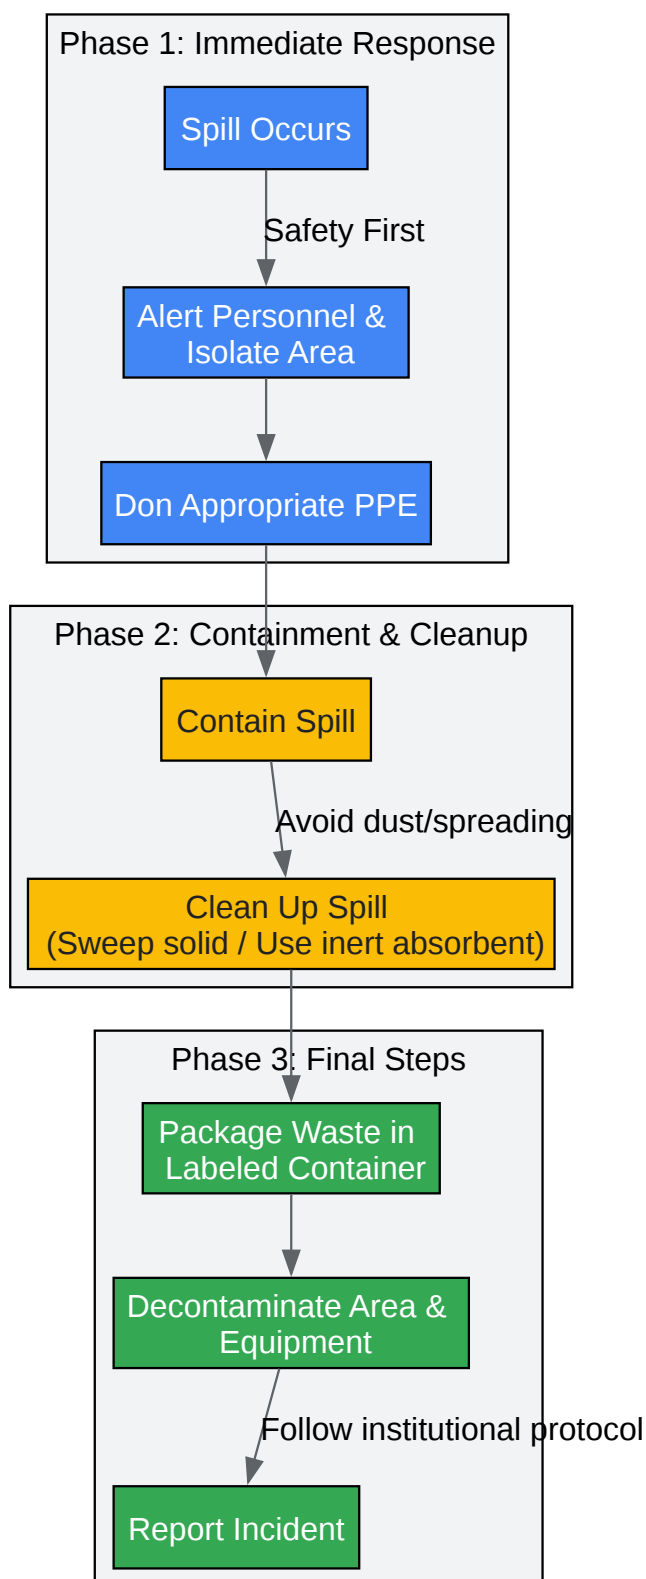 Phase 1: Immediate Response
Spill Occurs
Safety First
Alert Personnel &
Isolate Area
Don Appropriate PPE
Phase 2: Containment & Cleanup
Contain Spill
Avoid dust/spreading
Clean Up Spill
(Sweep solid / Use inert absorbent)
Phase 3: Final Steps
Package Waste in
Labeled Container
Decontaminate Area &
Equipment
Follow institutional protocol
Report Incident